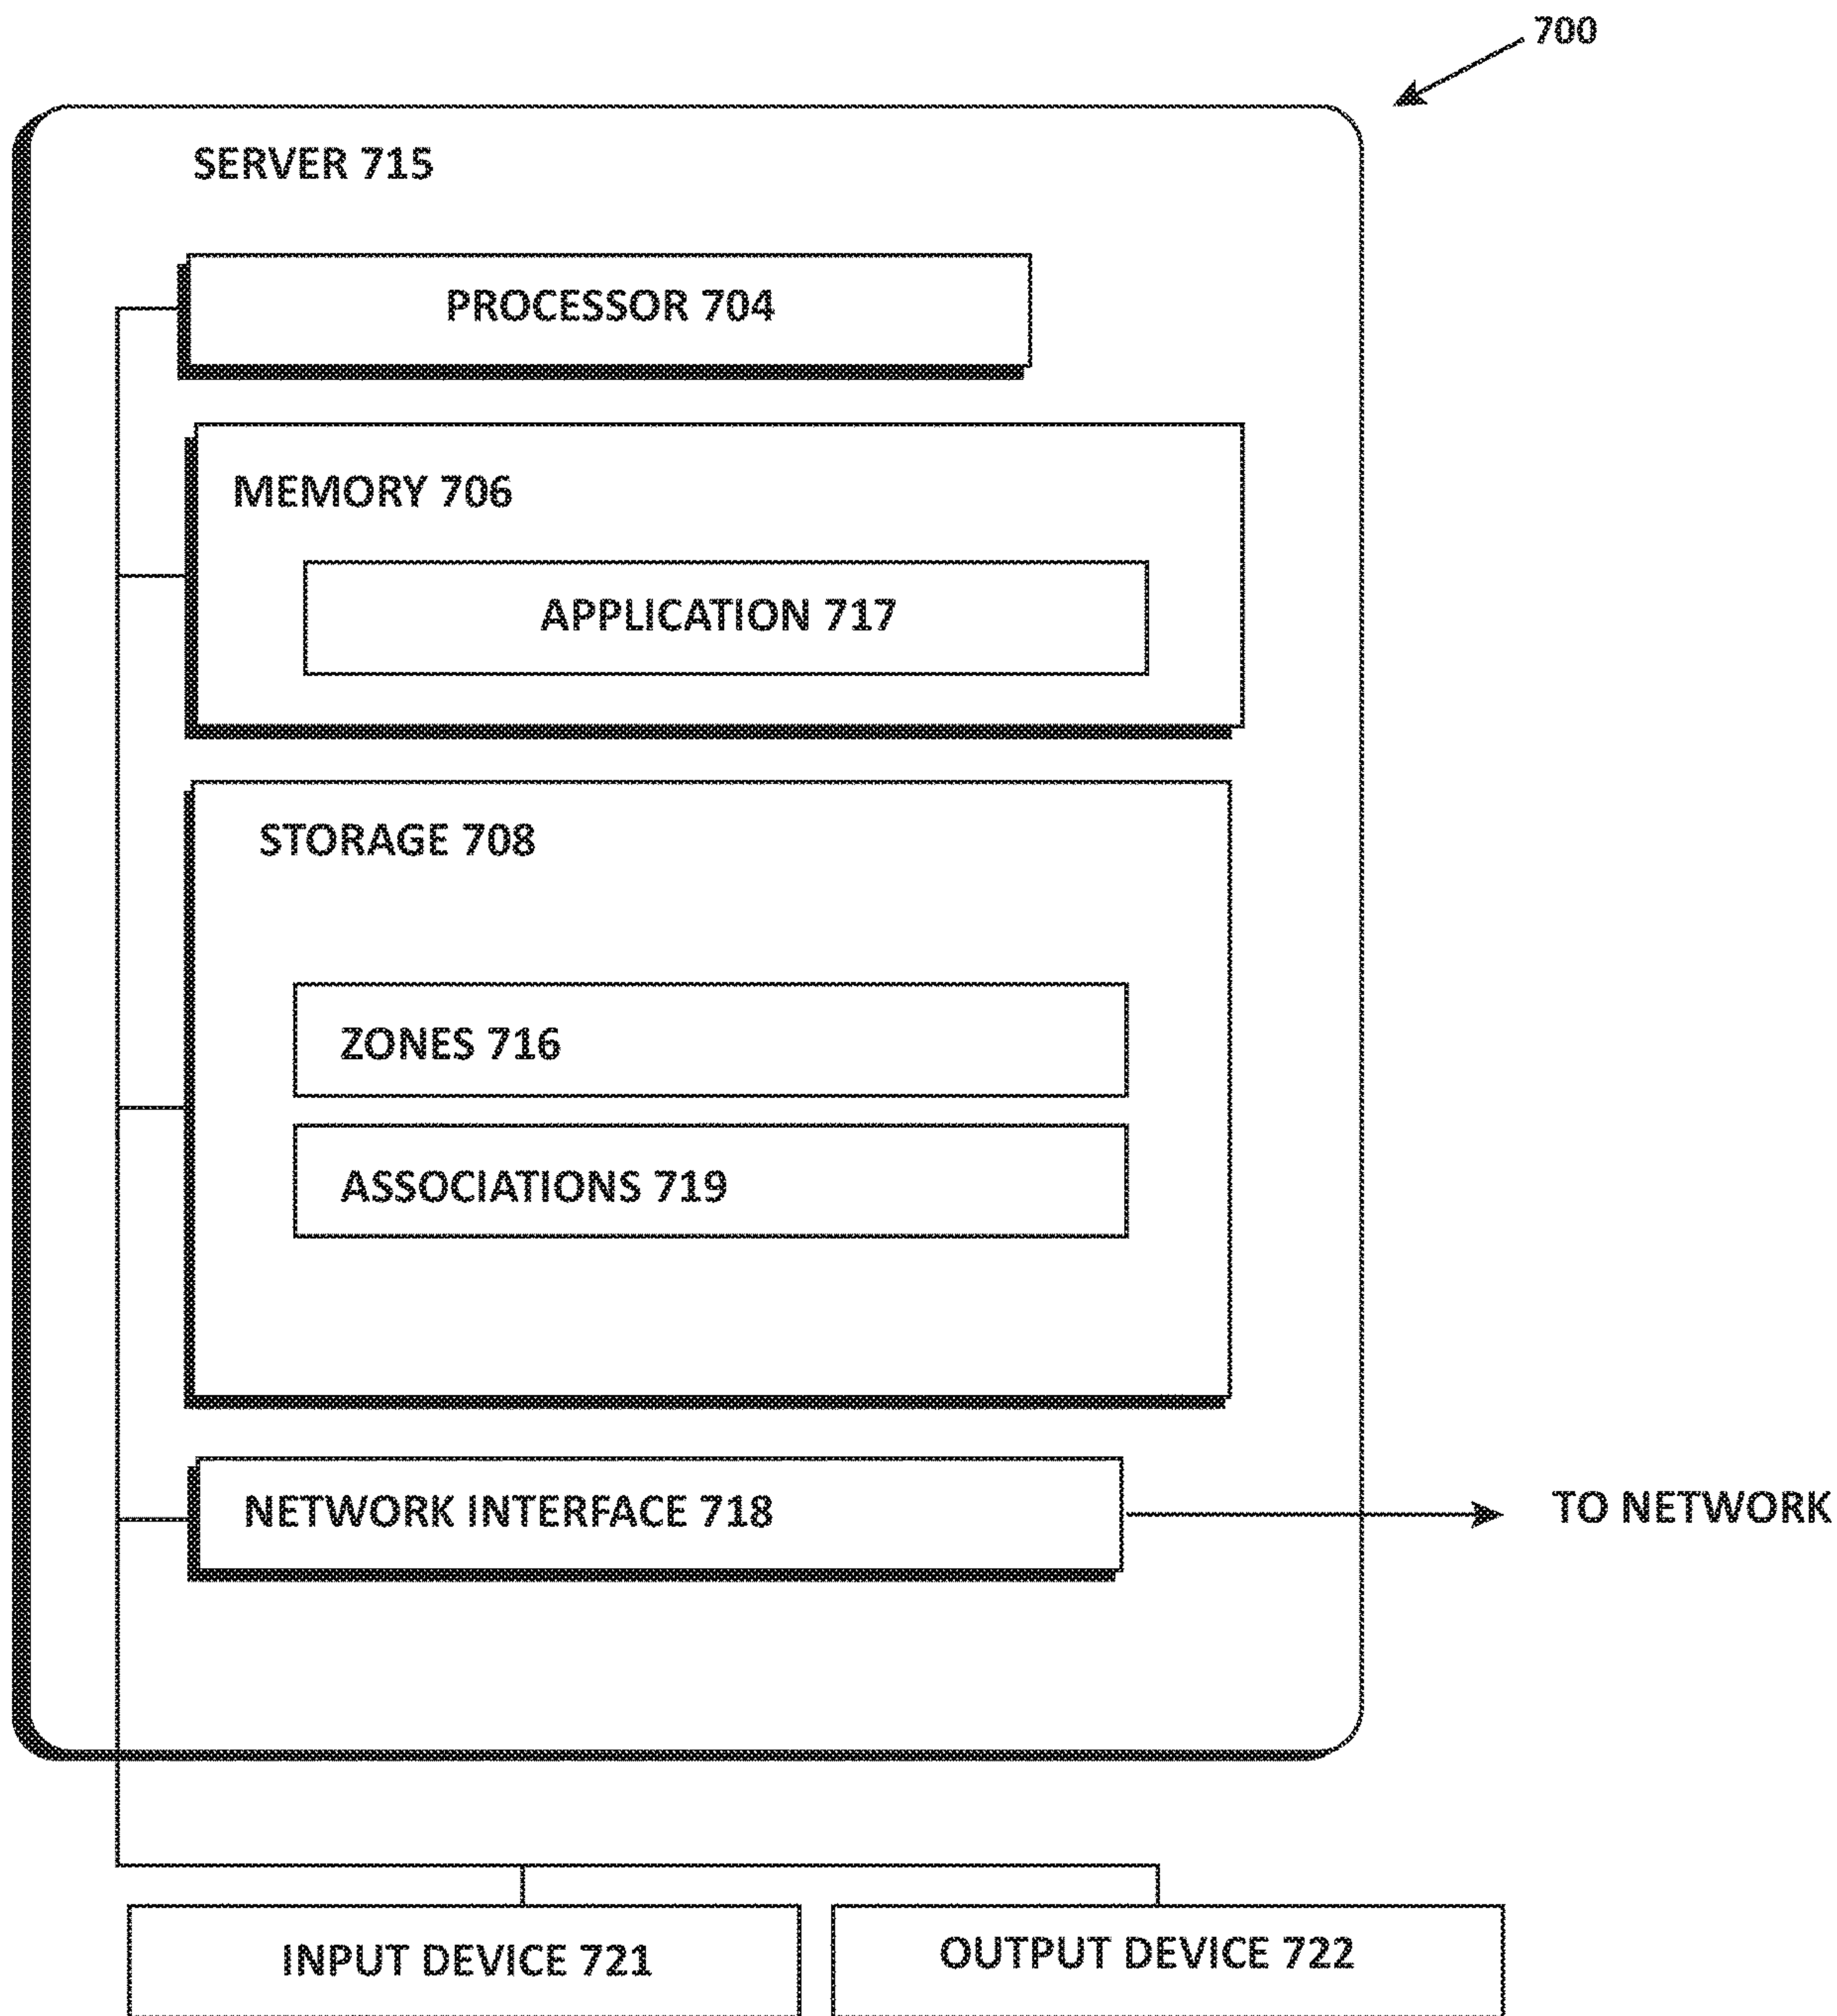 700
SERVER 715
PROCESSOR 704
MEMORY 706
APPLICATION 717
STORAGE 708
ZONES 716
ASSOCIATIONS 719
NETWORK INTERFACE 718
TO NETWORK
INPUT DEVICE 721
OUTPUT DEVICE 722